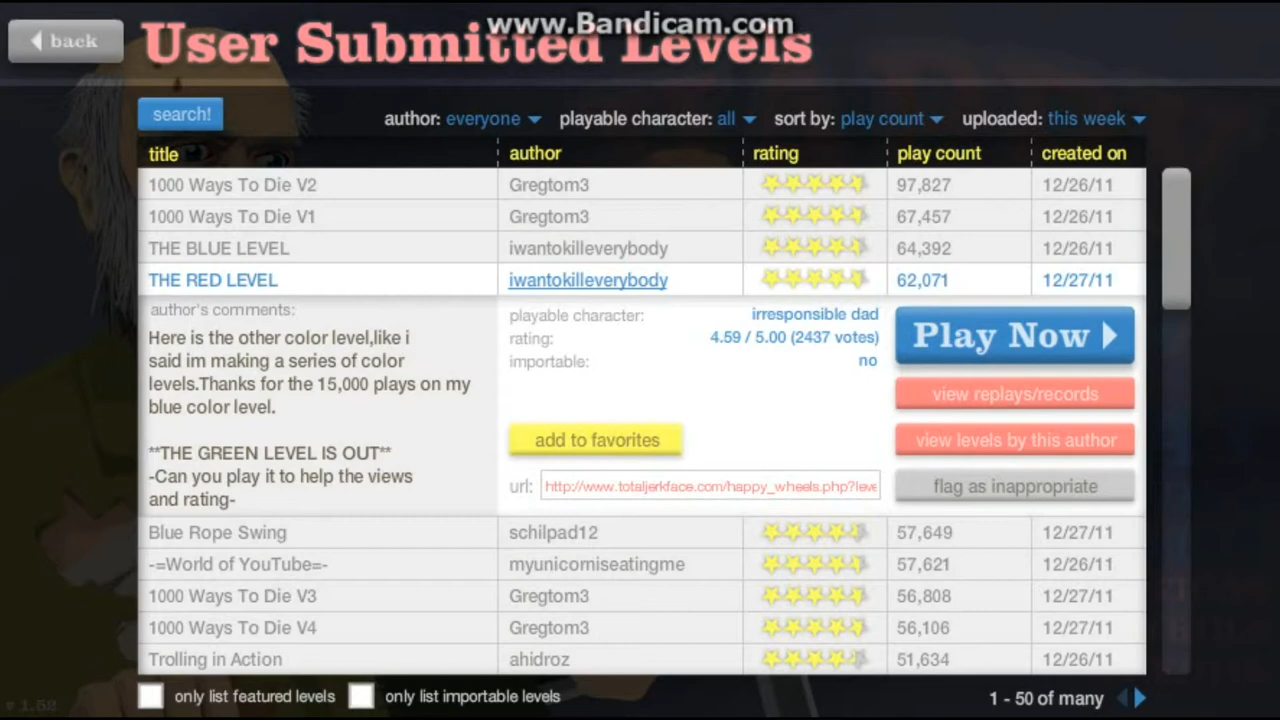 www.Bandicam.com
back
User Submitted Levels
search!
author: everyone playable character: all sort by: play count uploaded: this week
title author rating play count created on
1000 Ways To Die V2 Gregtom3 97,827 12/26/11
1000 Ways To Die V1 Gregtom3 67,457 12/26/11
THE BLUE LEVEL iwantokilleverybody 64,392 12/26/11
THE RED LEVEL iwantokilleverybody 62,071 12/27/11
author's comments:
Here is the other color level,like i
said im making a series of color
levels.Thanks for the 15,000 plays on my
blue color level.
**THE GREEN LEVEL IS OUT**
-Can you play it to help the views
and rating-
playable character: irresponsible dad
rating: 4.59 / 5.00 (2437 votes)
importable: no
add to favorites
url: http://www.totaljerkface.com/happy_wheels.php?leve
Play Now
view replays/records
view levels by this author
flag as inappropriate
Blue Rope Swing schilpad12 57,649 12/27/11
-=World of YouTube=- myunicorniseatingme 57,621 12/26/11
1000 Ways To Die V3 Gregtom3 56,808 12/27/11
1000 Ways To Die V4 Gregtom3 56,106 12/27/11
Trolling in Action ahidroz 51,634 12/26/11
only list featured levels only list importable levels 1 - 50 of many
v 1.52